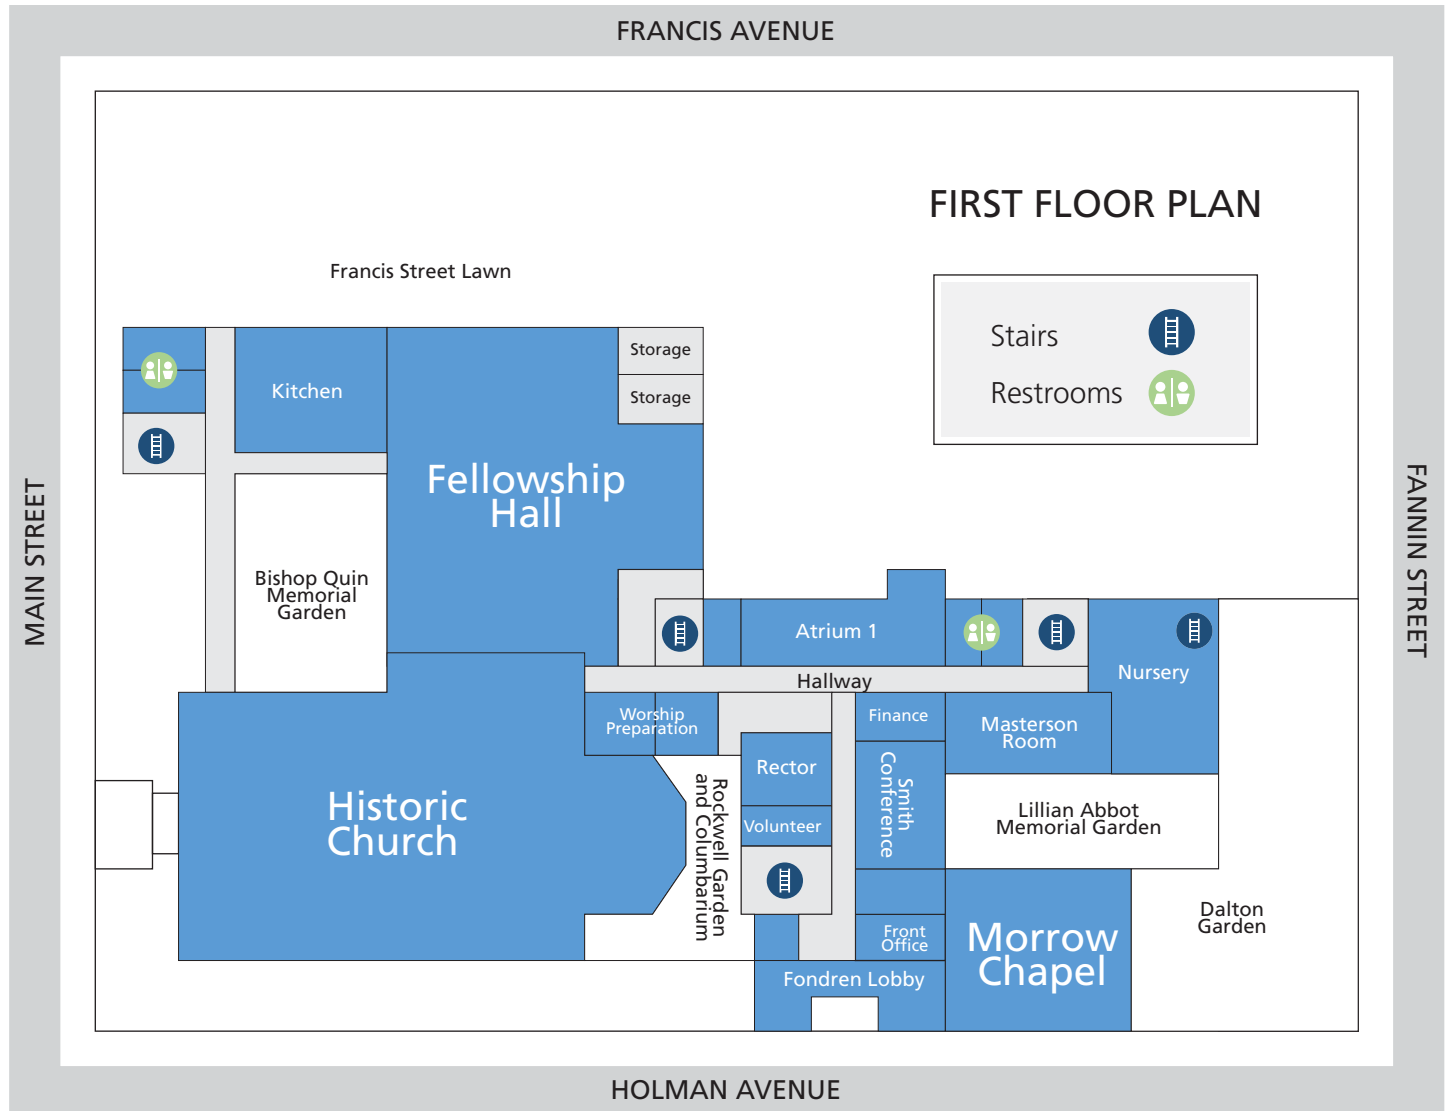 FRANCIS AVENUE
FIRST FLOOR PLAN
Francis Street Lawn
Stairs
Restrooms
Storage
Storage
Kitchen
Fellowship
Hall
MAIN STREET
FANNIN STREET
Bishop Quin
Memorial
Garden
Atrium 1
Nursery
Hallway
Worship
Preparation
Finance
Masterson
Room
Rector
Smith
Conference
Historic
Church
Rockwell Garden
and Columbarium
Volunteer
Lillian Abbot
Memorial Garden
Dalton
Garden
Front
Office
Morrow
Chapel
Fondren Lobby
HOLMAN AVENUE